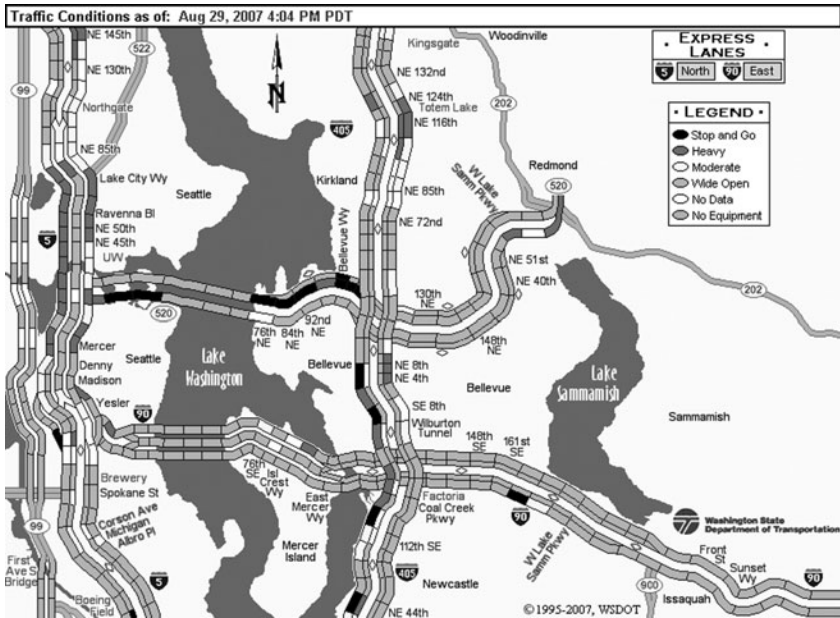 Traffic Conditions as of: Aug 29, 2007 4:04 PM PDT
NE 145th
522
NE 130th
99
Northgate
NE 85th
Lake City Wy
Seattle
Ravenna Bl
NE 50th
NE 45th
UW
5
N
405
Kingsgate
Woodinville
NE 132nd
NE 124th
Totem Lake
NE 116th
202
Kirkland
NE 85th
NE 72nd
Bellevue Wy
W Lake
Samm Pkwy
Redmond
520
EXPRESS
LANES
5 North 90 East
LEGEND
Stop and Go
Heavy
Moderate
Wide Open
No Data
No Equipment
NE 51st
NE 40th
130th
NE
148th
NE
202
520
76th
NE
84th
NE
92nd
NE
Mercer
Denny
Madison
Seattle
Yesler
90
Lake
Washington
Bellevue
NE 8th
NE 4th
SE 8th
Wilburton
Tunnel
Bellevue
148th
SE
161st
SE
Lake
Sammamish
Sammamish
Brewery
Spokane St
Corson Ave
Michigan
Albro Pl
99
First
Ave S
Bridge
Boeing
Field
5
76th
SE
Isl
Crest
Wy
East
Mercer
Wy
Mercer
Island
Factoria
Coal Creek
Pkwy
112th SE
405
Newcastle
NE 44th
90
W Lake
Samm Pkwy
Washington State
Department of Transportation
Front
St
Sunset
Wy
90
900
Issaquah
©1995-2007, WSDOT